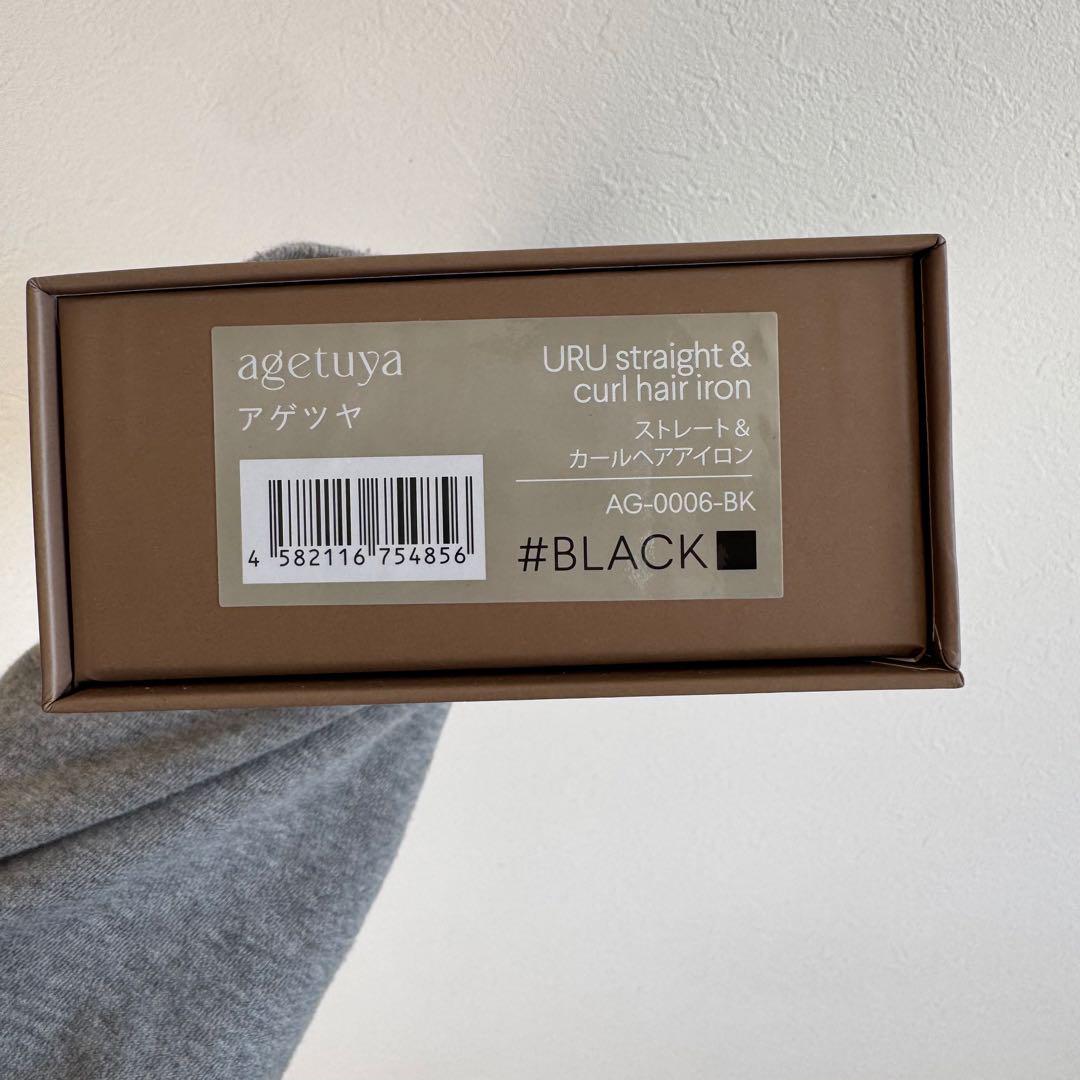 agetuya
アゲツヤ
4 582116 754856
URU straight &
curl hair iron
ストレート&
カールヘアアイロン
AG-0006-BK
#BLACK